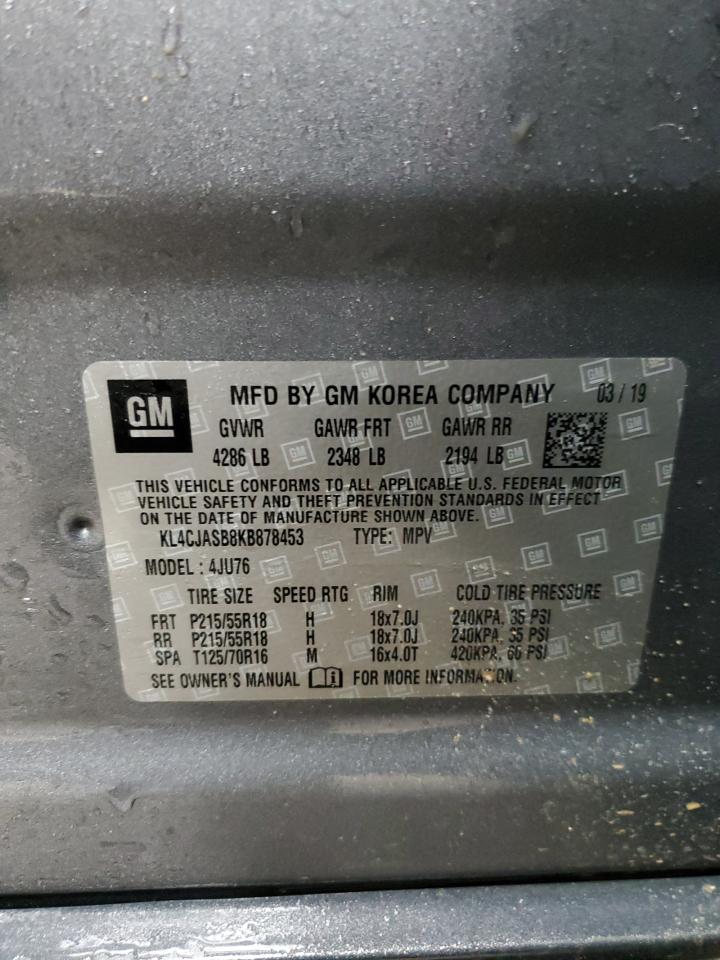 GM MFD BY GM KOREA COMPANY 03 / 19
GVWR GAWR FRT GAWR RR
4286 LB 2348 LB 2194 LB
THIS VEHICLE CONFORMS TO ALL APPLICABLE U.S. FEDERAL MOTOR
VEHICLE SAFETY AND THEFT PREVENTION STANDARDS IN EFFECT
ON THE DATE OF MANUFACTURE SHOWN ABOVE.
KL4CJASB8KB878453 TYPE: MPV
MODEL : 4JU76
TIRE SIZE SPEED RTG RIM COLD TIRE PRESSURE
FRT P215/55R18 H 18x7.0J 240KPA, 35 PSI
RR P215/55R18 H 18x7.0J 240KPA, 35 PSI
SPA T125/70R16 M 16x4.0T 420KPA, 60 PSI
SEE OWNER'S MANUAL FOR MORE INFORMATION.